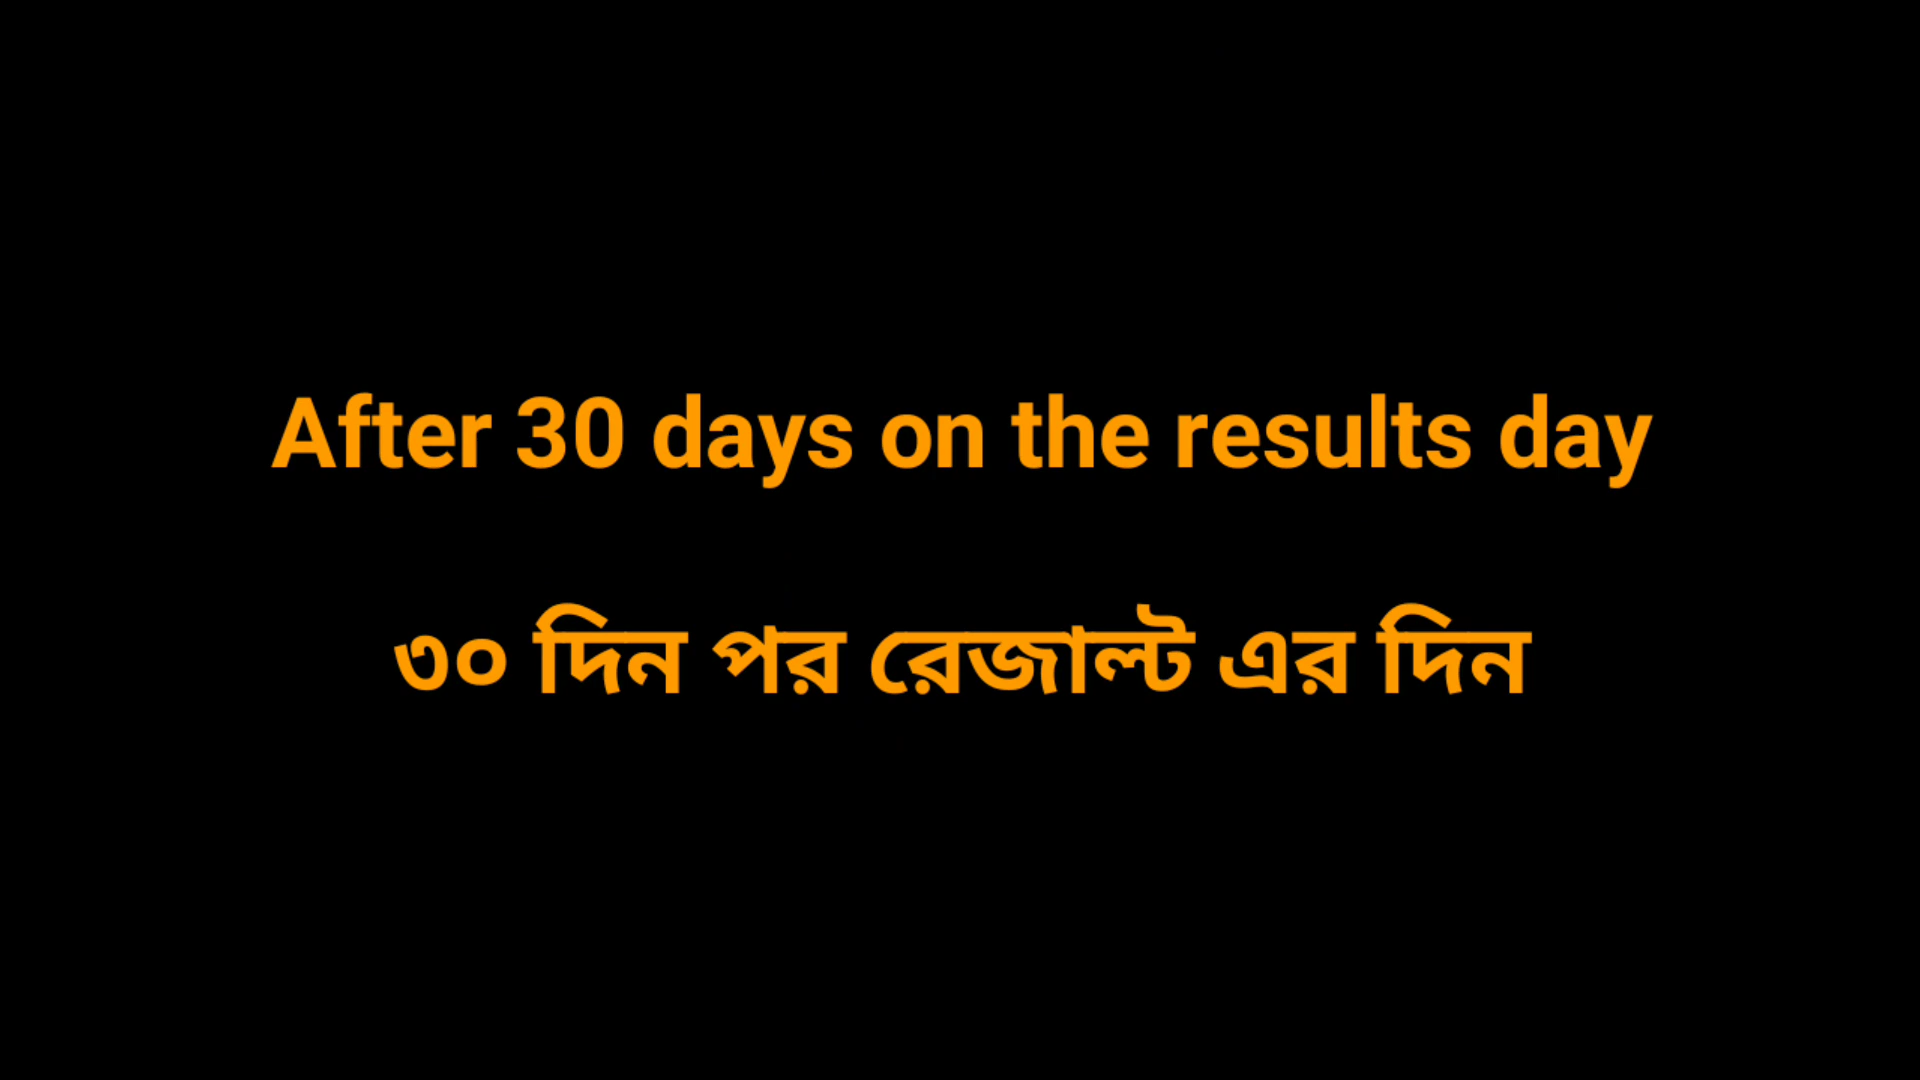 After 30 days on the results day
৩০ দিন পর রেজাল্ট এর দিন